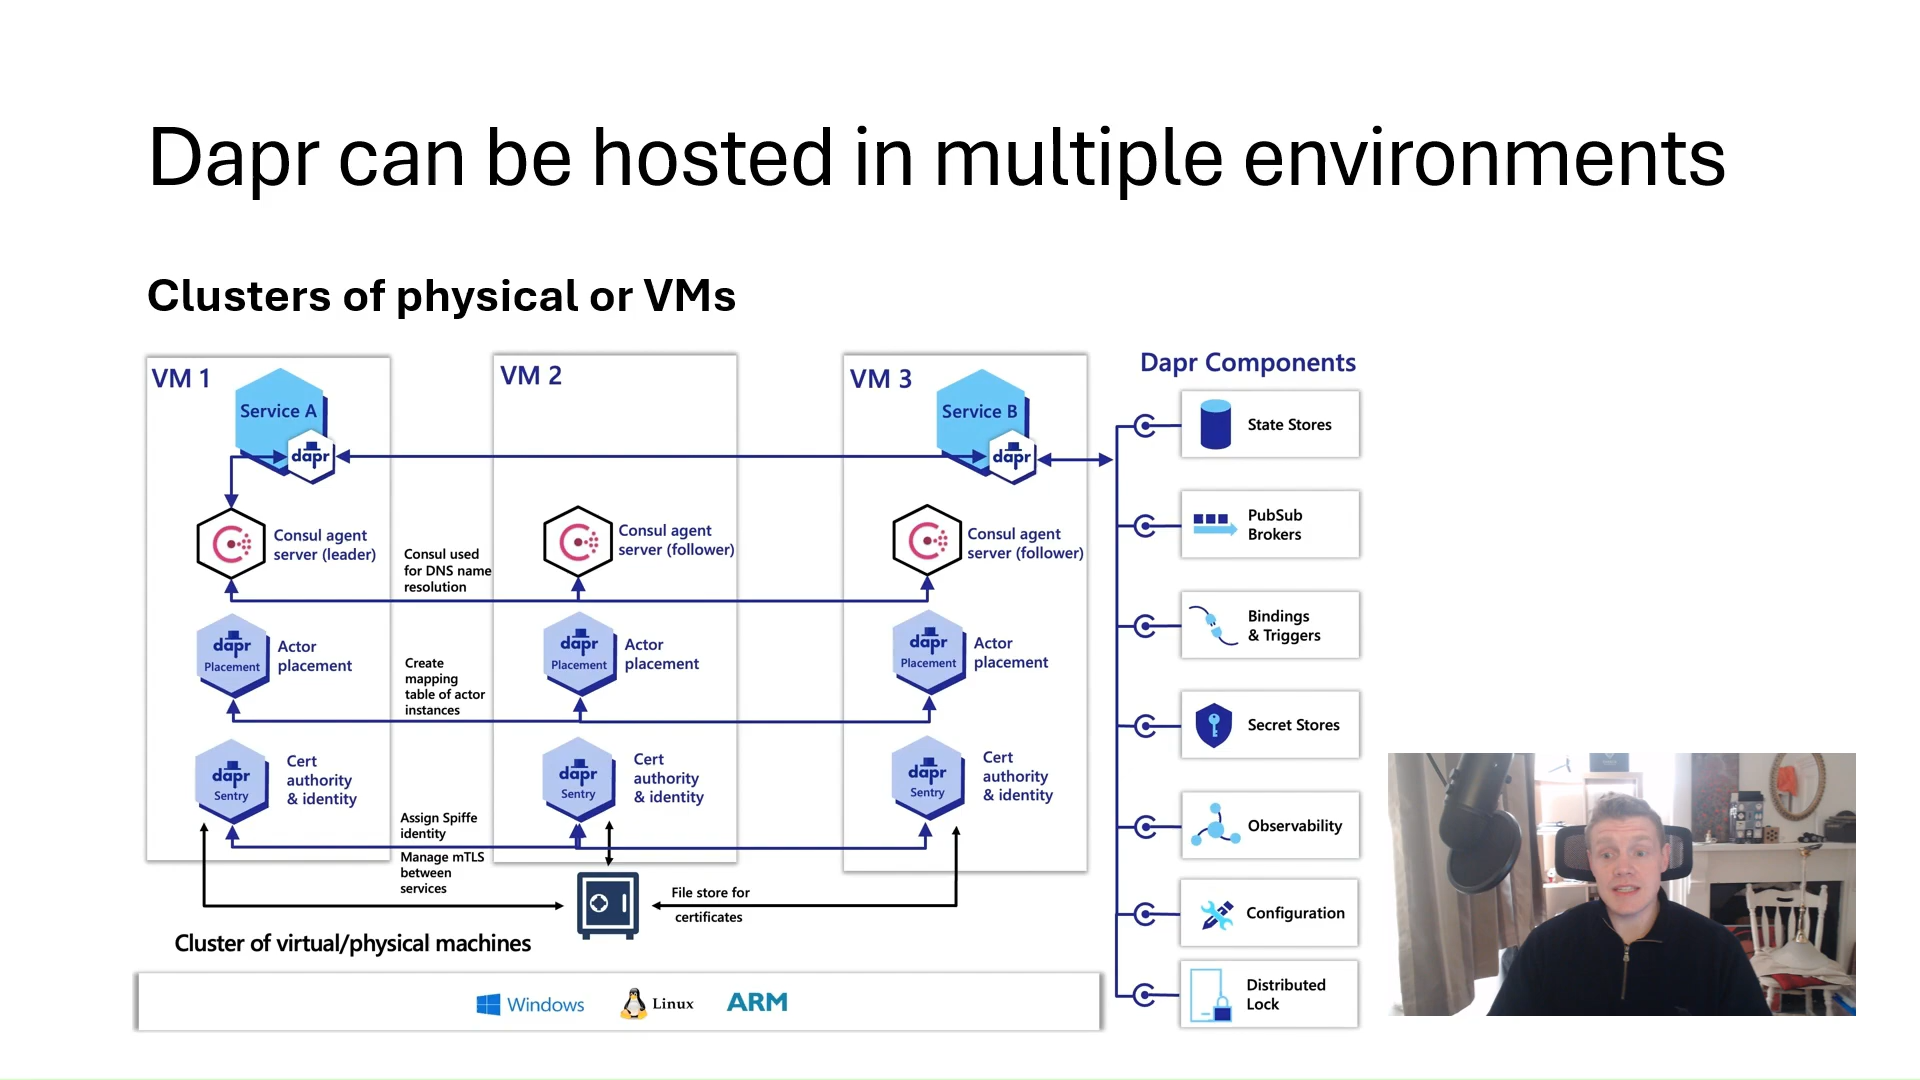 Dapr can be hosted in multiple environments
Clusters of physical or VMs
VM 1
Service A
dapr
Consul agent
server (leader)
Consul used
for DNS name
resolution
dapr
Placement
Actor
placement
Create
mapping
table of actor
instances
dapr
Sentry
Cert
authority
& identity
Assign Spiffe
identity
Manage mTLS
between
services
VM 2
Consul agent
server (follower)
dapr
Placement
Actor
placement
dapr
Sentry
Cert
authority
& identity
VM 3
Service B
dapr
Consul agent
server (follower)
dapr
Placement
Actor
placement
dapr
Sentry
Cert
authority
& identity
File store for
certificates
Cluster of virtual/physical machines
Windows
Linux
ARM
Dapr Components
State Stores
PubSub
Brokers
Bindings
& Triggers
Secret Stores
Observability
Configuration
Distributed
Lock